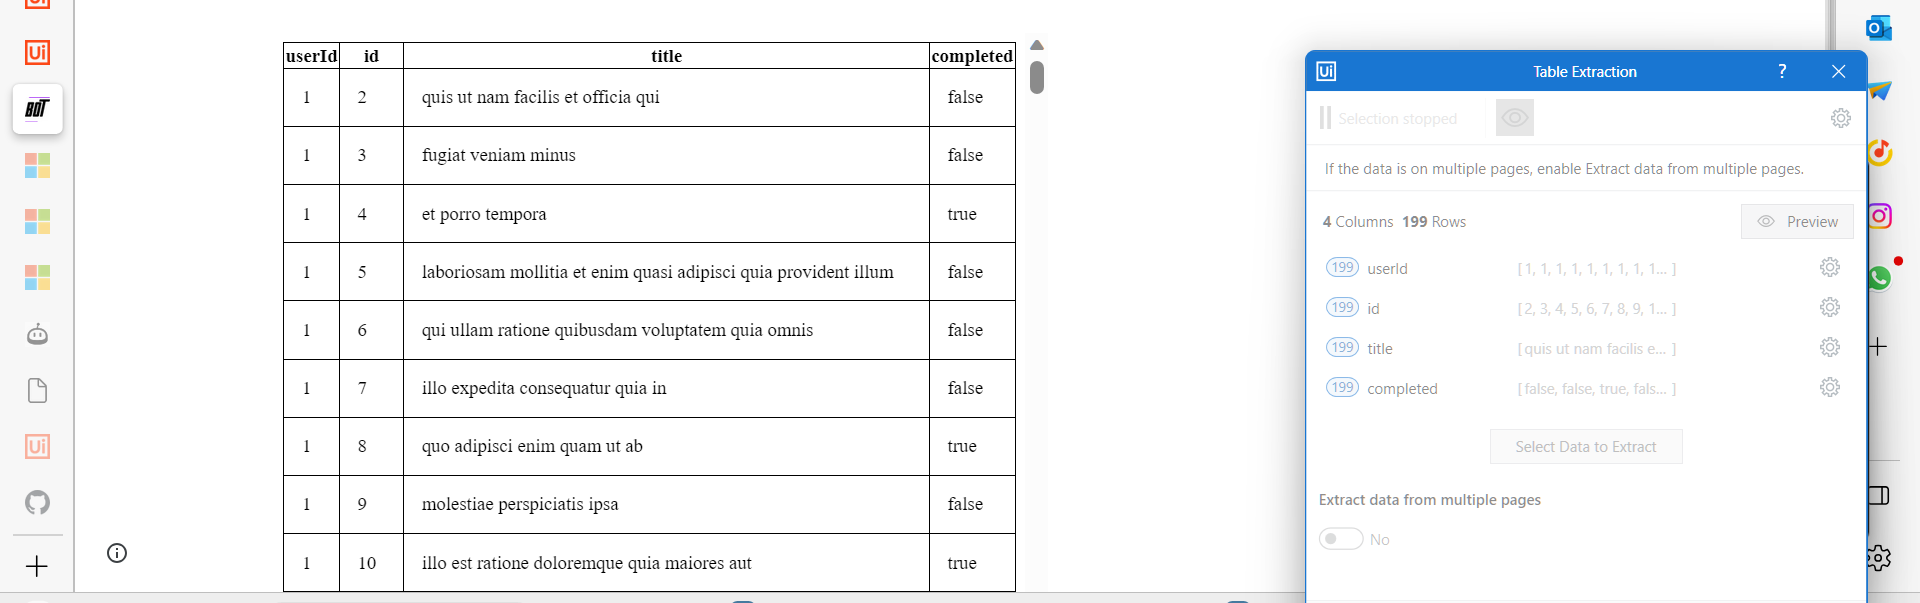 userId id title completed
1 2 quis ut nam facilis et officia qui false
1 3 fugiat veniam minus false
1 4 et porro tempora true
1 5 laboriosam mollitia et enim quasi adipisci quia provident illum false
1 6 qui ullam ratione quibusdam voluptatem quia omnis false
1 7 illo expedita consequatur quia in false
1 8 quo adipisci enim quam ut ab true
1 9 molestiae perspiciatis ipsa false
1 10 illo est ratione doloremque quia maiores aut true
Ui
BOT
Ui
Ui Table Extraction ?
Selection stopped
If the data is on multiple pages, enable Extract data from multiple pages.
4 Columns 199 Rows Preview
199 userId [ 1, 1, 1, 1, 1, 1, 1, 1, 1... ]
199 id [ 2, 3, 4, 5, 6, 7, 8, 9, 1... ]
199 title [ quis ut nam facilis e... ]
199 completed [ false, false, true, fals... ]
Select Data to Extract
Extract data from multiple pages
No